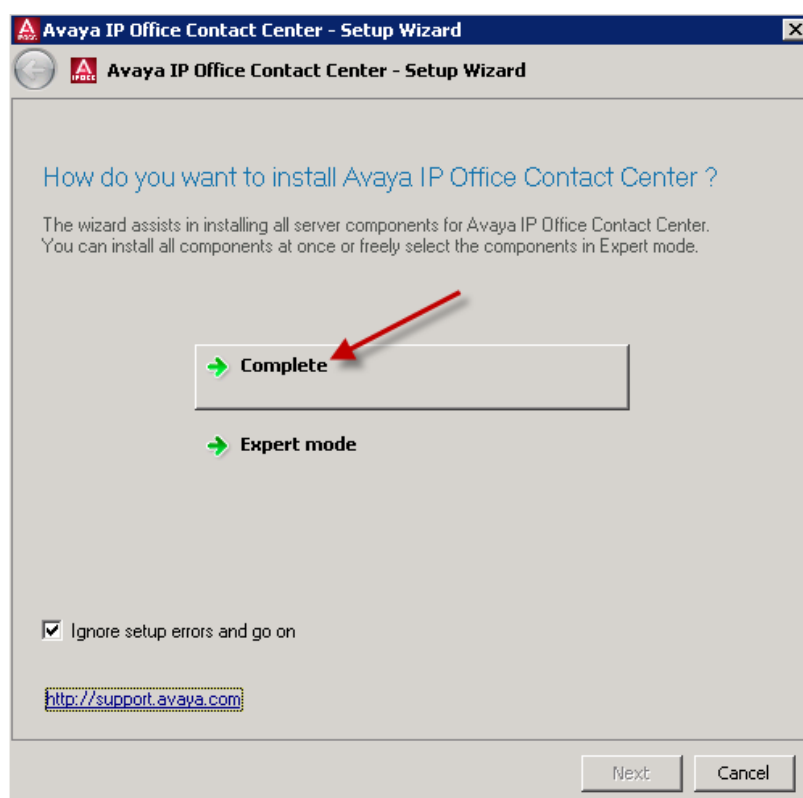 Avaya IP Office Contact Center - Setup Wizard
Avaya IP Office Contact Center - Setup Wizard
How do you want to install Avaya IP Office Contact Center ?
The wizard assists in installing all server components for Avaya IP Office Contact Center.
You can install all components at once or freely select the components in Expert mode.
Complete
Expert mode
Ignore setup errors and go on
http://support.avaya.com
Next
Cancel